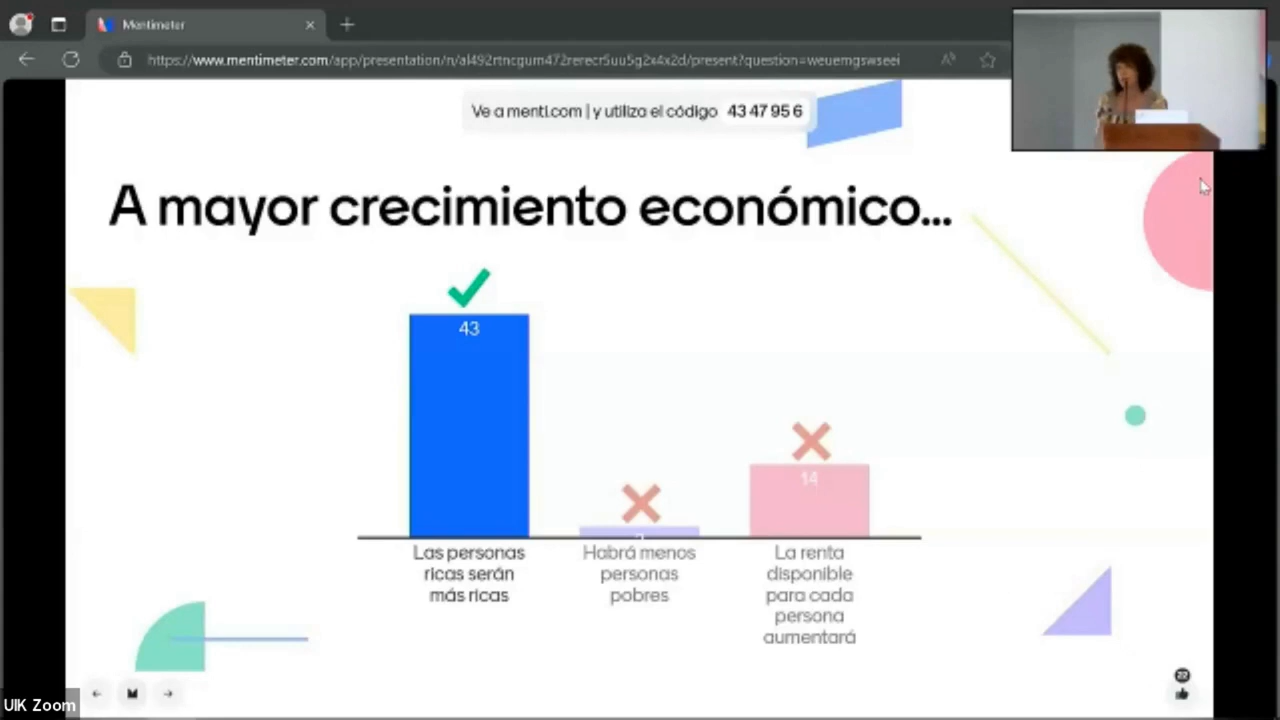 Mentimeter
https://www.mentimeter.com/app/presentation/n/al492rtncgum472rerecr5uu5g2x4x2d/present?question=weuemgswseei
Ve a menti.com | y utiliza el código 43 47 95 6
A mayor crecimiento económico...
43
14
Las personas
ricas serán
más ricas
Habrá menos
personas
pobres
La renta
disponible
para cada
persona
aumentará
22
UIK Zoom